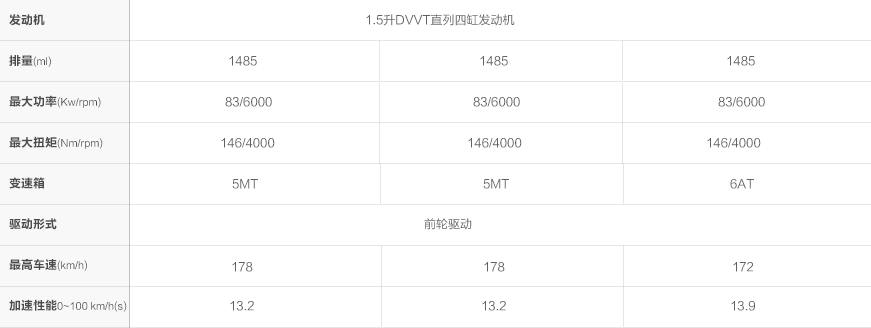 发动机 1.5升DVVT直列四缸发动机
排量(ml) 1485 1485 1485
最大功率(Kw/rpm) 83/6000 83/6000 83/6000
最大扭矩(Nm/rpm) 146/4000 146/4000 146/4000
变速箱 5MT 5MT 6AT
驱动形式 前轮驱动
最高车速(km/h) 178 178 172
加速性能0~100 km/h(s) 13.2 13.2 13.9